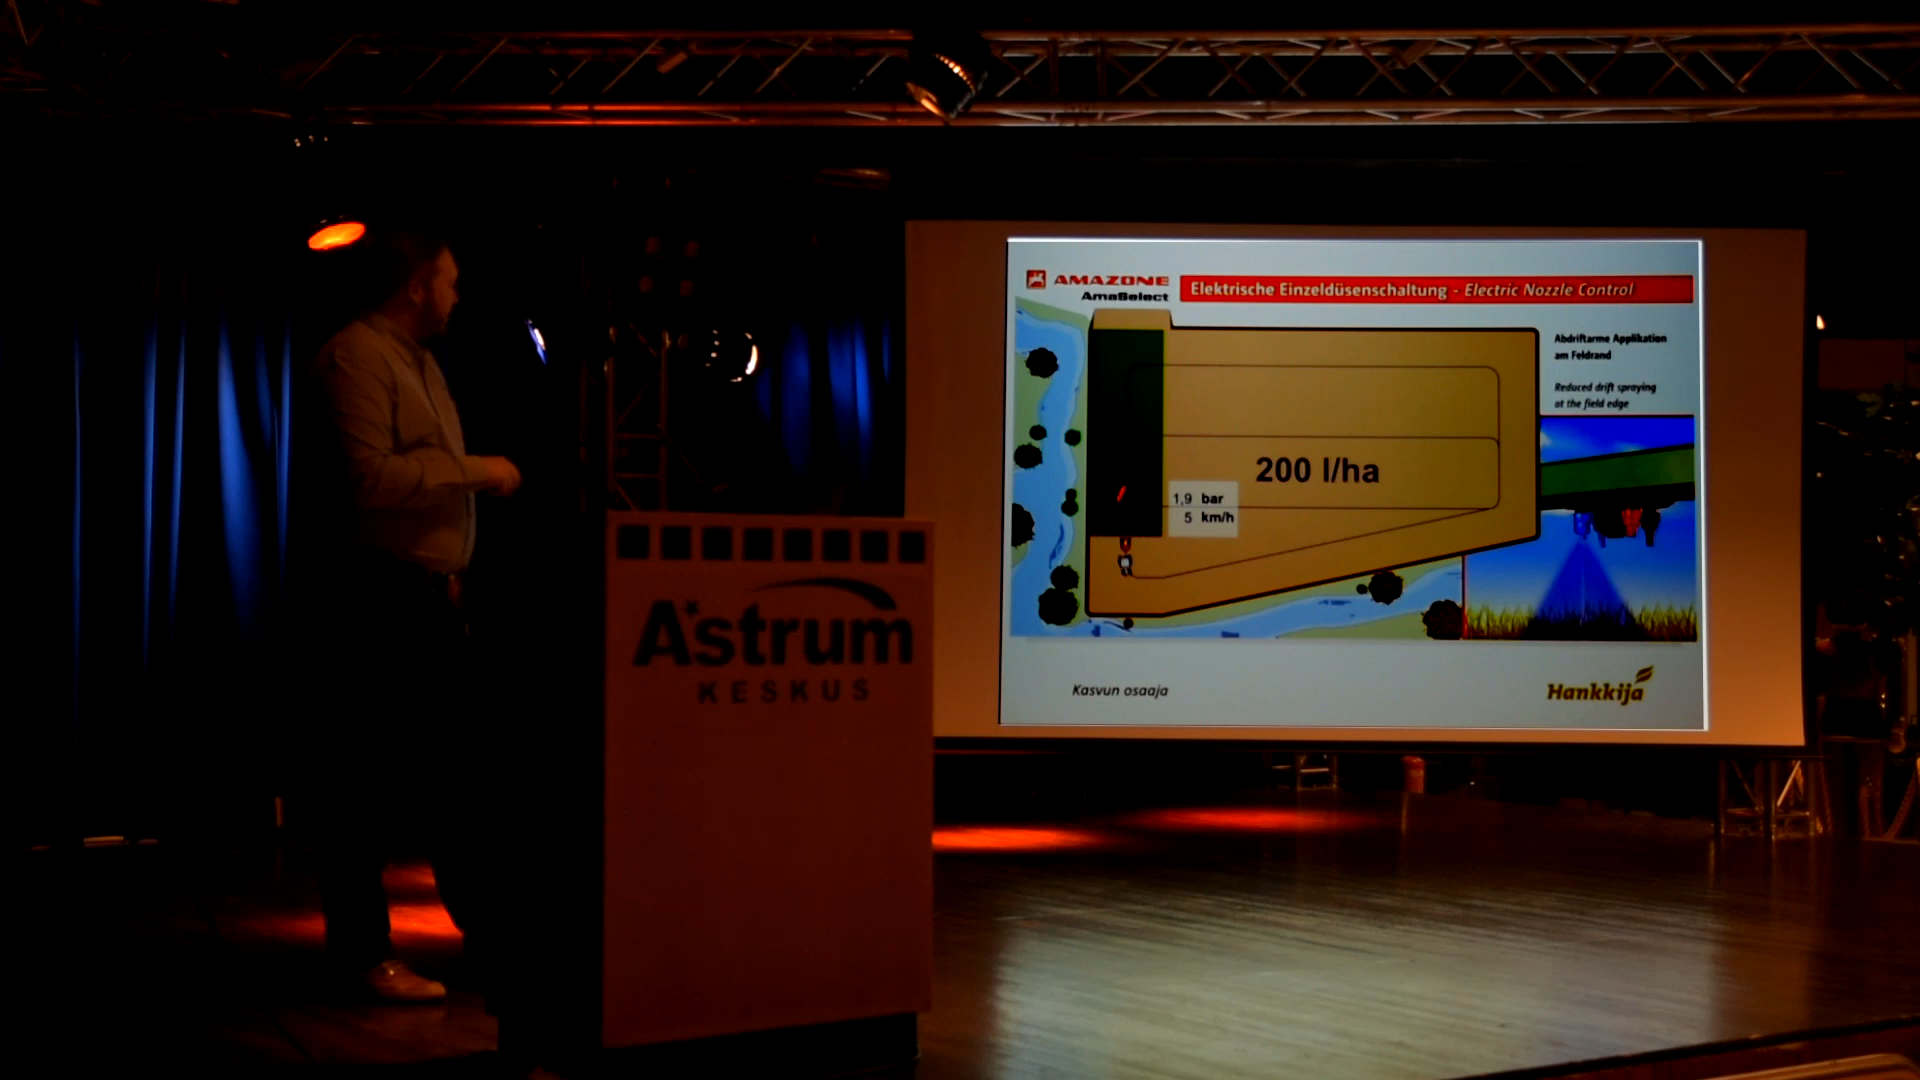 AMAZONE
AmaSelect
Elektrische Einzeldüsenschaltung - Electric Nozzle Control
Abdriftarme Applikation
am Feldrand
Reduced drift spraying
at the field edge
200 l/ha
1,9 bar
5 km/h
Kasvun osaaja
Hankkija
Astrum
KESKUS